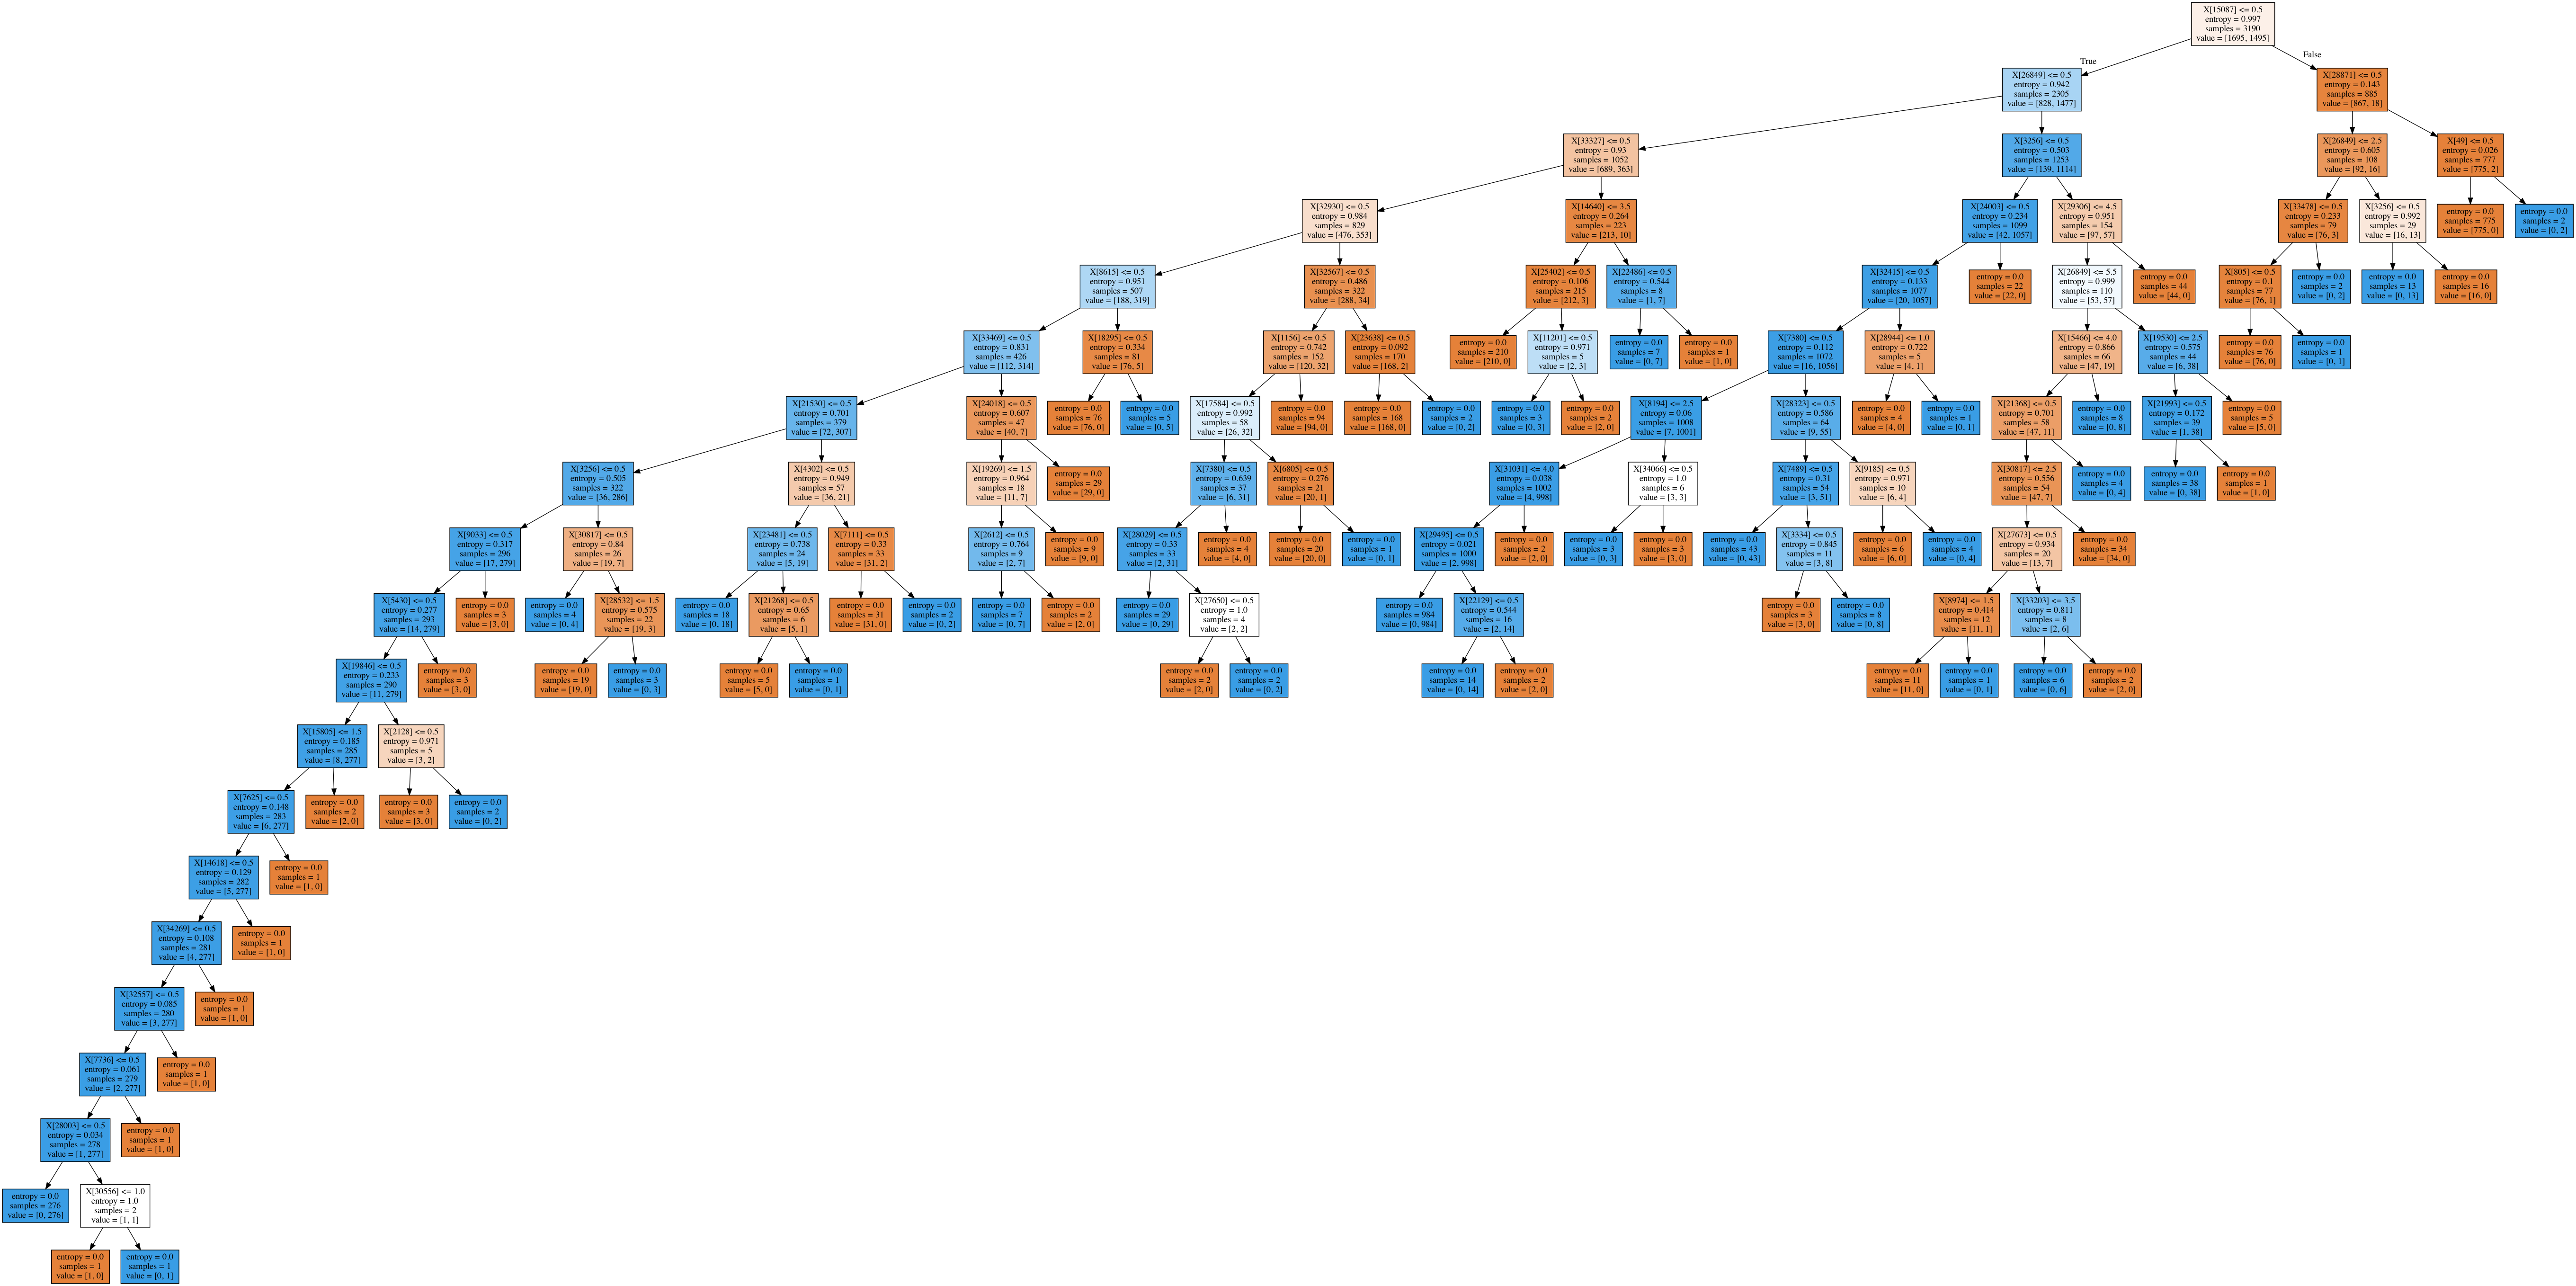 X[15087] <= 0.5
entropy = 0.997
samples = 3190
value = [1695, 1495]
True
False
X[26849] <= 0.5
entropy = 0.942
samples = 2305
value = [828, 1477]
X[28871] <= 0.5
entropy = 0.143
samples = 885
value = [867, 18]
X[33327] <= 0.5
entropy = 0.93
samples = 1052
value = [689, 363]
X[3256] <= 0.5
entropy = 0.503
samples = 1253
value = [139, 1114]
X[26849] <= 2.5
entropy = 0.605
samples = 108
value = [92, 16]
X[49] <= 0.5
entropy = 0.026
samples = 777
value = [775, 2]
X[32930] <= 0.5
entropy = 0.984
samples = 829
value = [476, 353]
X[14640] <= 3.5
entropy = 0.264
samples = 223
value = [213, 10]
X[24003] <= 0.5
entropy = 0.234
samples = 1099
value = [42, 1057]
X[29306] <= 4.5
entropy = 0.951
samples = 154
value = [97, 57]
X[33478] <= 0.5
entropy = 0.233
samples = 79
value = [76, 3]
X[3256] <= 0.5
entropy = 0.992
samples = 29
value = [16, 13]
entropy = 0.0
samples = 775
value = [775, 0]
entropy = 0.0
samples = 2
value = [0, 2]
X[8615] <= 0.5
entropy = 0.951
samples = 507
value = [188, 319]
X[32567] <= 0.5
entropy = 0.486
samples = 322
value = [288, 34]
X[25402] <= 0.5
entropy = 0.106
samples = 215
value = [212, 3]
X[22486] <= 0.5
entropy = 0.544
samples = 8
value = [1, 7]
X[32415] <= 0.5
entropy = 0.133
samples = 1077
value = [20, 1057]
entropy = 0.0
samples = 22
value = [22, 0]
X[26849] <= 5.5
entropy = 0.999
samples = 110
value = [53, 57]
entropy = 0.0
samples = 44
value = [44, 0]
X[805] <= 0.5
entropy = 0.1
samples = 77
value = [76, 1]
entropy = 0.0
samples = 2
value = [0, 2]
entropy = 0.0
samples = 13
value = [0, 13]
entropy = 0.0
samples = 16
value = [16, 0]
X[33469] <= 0.5
entropy = 0.831
samples = 426
value = [112, 314]
X[18295] <= 0.5
entropy = 0.334
samples = 81
value = [76, 5]
X[1156] <= 0.5
entropy = 0.742
samples = 152
value = [120, 32]
X[23638] <= 0.5
entropy = 0.092
samples = 170
value = [168, 2]
entropy = 0.0
samples = 210
value = [210, 0]
X[11201] <= 0.5
entropy = 0.971
samples = 5
value = [2, 3]
entropy = 0.0
samples = 7
value = [0, 7]
entropy = 0.0
samples = 1
value = [1, 0]
X[7380] <= 0.5
entropy = 0.112
samples = 1072
value = [16, 1056]
X[28944] <= 1.0
entropy = 0.722
samples = 5
value = [4, 1]
X[15466] <= 4.0
entropy = 0.866
samples = 66
value = [47, 19]
X[19530] <= 2.5
entropy = 0.575
samples = 44
value = [6, 38]
entropy = 0.0
samples = 76
value = [76, 0]
entropy = 0.0
samples = 1
value = [0, 1]
X[21530] <= 0.5
entropy = 0.701
samples = 379
value = [72, 307]
X[24018] <= 0.5
entropy = 0.607
samples = 47
value = [40, 7]
entropy = 0.0
samples = 76
value = [76, 0]
entropy = 0.0
samples = 5
value = [0, 5]
X[17584] <= 0.5
entropy = 0.992
samples = 58
value = [26, 32]
entropy = 0.0
samples = 94
value = [94, 0]
entropy = 0.0
samples = 168
value = [168, 0]
entropy = 0.0
samples = 2
value = [0, 2]
entropy = 0.0
samples = 3
value = [0, 3]
entropy = 0.0
samples = 2
value = [2, 0]
X[8194] <= 2.5
entropy = 0.06
samples = 1008
value = [7, 1001]
X[28323] <= 0.5
entropy = 0.586
samples = 64
value = [9, 55]
entropy = 0.0
samples = 4
value = [4, 0]
entropy = 0.0
samples = 1
value = [0, 1]
X[21368] <= 0.5
entropy = 0.701
samples = 58
value = [47, 11]
entropy = 0.0
samples = 8
value = [0, 8]
X[21993] <= 0.5
entropy = 0.172
samples = 39
value = [1, 38]
entropy = 0.0
samples = 5
value = [5, 0]
X[3256] <= 0.5
entropy = 0.505
samples = 322
value = [36, 286]
X[4302] <= 0.5
entropy = 0.949
samples = 57
value = [36, 21]
X[19269] <= 1.5
entropy = 0.964
samples = 18
value = [11, 7]
entropy = 0.0
samples = 29
value = [29, 0]
X[7380] <= 0.5
entropy = 0.639
samples = 37
value = [6, 31]
X[6805] <= 0.5
entropy = 0.276
samples = 21
value = [20, 1]
X[31031] <= 4.0
entropy = 0.038
samples = 1002
value = [4, 998]
X[34066] <= 0.5
entropy = 1.0
samples = 6
value = [3, 3]
X[7489] <= 0.5
entropy = 0.31
samples = 54
value = [3, 51]
X[9185] <= 0.5
entropy = 0.971
samples = 10
value = [6, 4]
X[30817] <= 2.5
entropy = 0.556
samples = 54
value = [47, 7]
entropy = 0.0
samples = 4
value = [0, 4]
entropy = 0.0
samples = 38
value = [0, 38]
entropy = 0.0
samples = 1
value = [1, 0]
X[9033] <= 0.5
entropy = 0.317
samples = 296
value = [17, 279]
X[30817] <= 0.5
entropy = 0.84
samples = 26
value = [19, 7]
X[23481] <= 0.5
entropy = 0.738
samples = 24
value = [5, 19]
X[7111] <= 0.5
entropy = 0.33
samples = 33
value = [31, 2]
X[2612] <= 0.5
entropy = 0.764
samples = 9
value = [2, 7]
entropy = 0.0
samples = 9
value = [9, 0]
X[28029] <= 0.5
entropy = 0.33
samples = 33
value = [2, 31]
entropy = 0.0
samples = 4
value = [4, 0]
entropy = 0.0
samples = 20
value = [20, 0]
entropy = 0.0
samples = 1
value = [0, 1]
X[29495] <= 0.5
entropy = 0.021
samples = 1000
value = [2, 998]
entropy = 0.0
samples = 2
value = [2, 0]
entropy = 0.0
samples = 3
value = [0, 3]
entropy = 0.0
samples = 3
value = [3, 0]
entropy = 0.0
samples = 43
value = [0, 43]
X[3334] <= 0.5
entropy = 0.845
samples = 11
value = [3, 8]
entropy = 0.0
samples = 6
value = [6, 0]
entropy = 0.0
samples = 4
value = [0, 4]
X[27673] <= 0.5
entropy = 0.934
samples = 20
value = [13, 7]
entropy = 0.0
samples = 34
value = [34, 0]
X[5430] <= 0.5
entropy = 0.277
samples = 293
value = [14, 279]
entropy = 0.0
samples = 3
value = [3, 0]
entropy = 0.0
samples = 4
value = [0, 4]
X[28532] <= 1.5
entropy = 0.575
samples = 22
value = [19, 3]
entropy = 0.0
samples = 18
value = [0, 18]
X[21268] <= 0.5
entropy = 0.65
samples = 6
value = [5, 1]
entropy = 0.0
samples = 31
value = [31, 0]
entropy = 0.0
samples = 2
value = [0, 2]
entropy = 0.0
samples = 7
value = [0, 7]
entropy = 0.0
samples = 2
value = [2, 0]
entropy = 0.0
samples = 29
value = [0, 29]
X[27650] <= 0.5
entropy = 1.0
samples = 4
value = [2, 2]
entropy = 0.0
samples = 984
value = [0, 984]
X[22129] <= 0.5
entropy = 0.544
samples = 16
value = [2, 14]
entropy = 0.0
samples = 3
value = [3, 0]
entropy = 0.0
samples = 8
value = [0, 8]
X[8974] <= 1.5
entropy = 0.414
samples = 12
value = [11, 1]
X[33203] <= 3.5
entropy = 0.811
samples = 8
value = [2, 6]
X[19846] <= 0.5
entropy = 0.233
samples = 290
value = [11, 279]
entropy = 0.0
samples = 3
value = [3, 0]
entropy = 0.0
samples = 19
value = [19, 0]
entropy = 0.0
samples = 3
value = [0, 3]
entropy = 0.0
samples = 5
value = [5, 0]
entropy = 0.0
samples = 1
value = [0, 1]
entropy = 0.0
samples = 2
value = [2, 0]
entropy = 0.0
samples = 2
value = [0, 2]
entropy = 0.0
samples = 14
value = [0, 14]
entropy = 0.0
samples = 2
value = [2, 0]
entropy = 0.0
samples = 11
value = [11, 0]
entropy = 0.0
samples = 1
value = [0, 1]
entropy = 0.0
samples = 6
value = [0, 6]
entropy = 0.0
samples = 2
value = [2, 0]
X[15805] <= 1.5
entropy = 0.185
samples = 285
value = [8, 277]
X[2128] <= 0.5
entropy = 0.971
samples = 5
value = [3, 2]
X[7625] <= 0.5
entropy = 0.148
samples = 283
value = [6, 277]
entropy = 0.0
samples = 2
value = [2, 0]
entropy = 0.0
samples = 3
value = [3, 0]
entropy = 0.0
samples = 2
value = [0, 2]
X[14618] <= 0.5
entropy = 0.129
samples = 282
value = [5, 277]
entropy = 0.0
samples = 1
value = [1, 0]
X[34269] <= 0.5
entropy = 0.108
samples = 281
value = [4, 277]
entropy = 0.0
samples = 1
value = [1, 0]
X[32557] <= 0.5
entropy = 0.085
samples = 280
value = [3, 277]
entropy = 0.0
samples = 1
value = [1, 0]
X[7736] <= 0.5
entropy = 0.061
samples = 279
value = [2, 277]
entropy = 0.0
samples = 1
value = [1, 0]
X[28003] <= 0.5
entropy = 0.034
samples = 278
value = [1, 277]
entropy = 0.0
samples = 1
value = [1, 0]
entropy = 0.0
samples = 276
value = [0, 276]
X[30556] <= 1.0
entropy = 1.0
samples = 2
value = [1, 1]
entropy = 0.0
samples = 1
value = [1, 0]
entropy = 0.0
samples = 1
value = [0, 1]